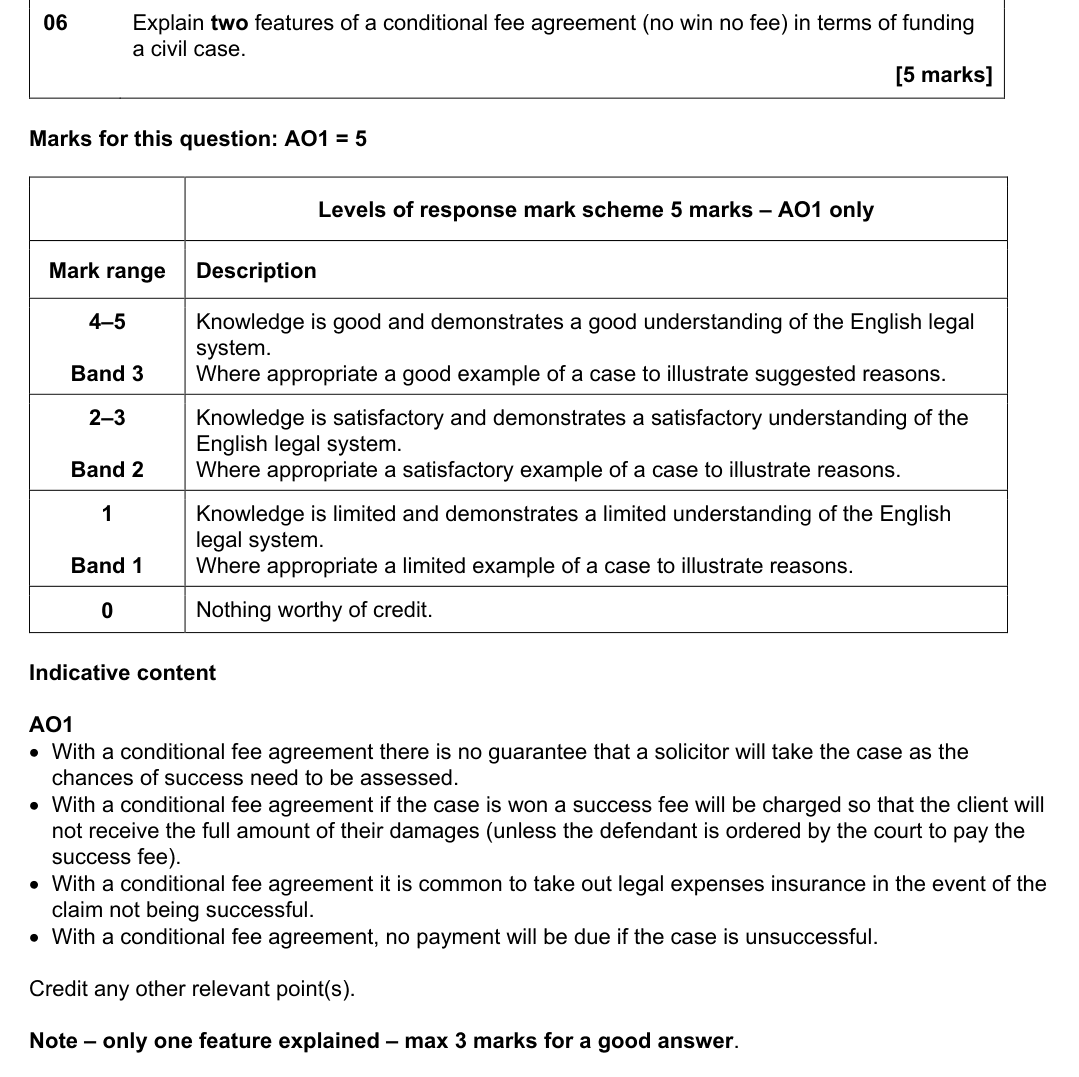 06 Explain two features of a conditional fee agreement (no win no fee) in terms of funding
a civil case.
[5 marks]
Marks for this question: AO1 = 5
Levels of response mark scheme 5 marks – AO1 only
Mark range Description
4–5 Knowledge is good and demonstrates a good understanding of the English legal
system.
Band 3 Where appropriate a good example of a case to illustrate suggested reasons.
2–3 Knowledge is satisfactory and demonstrates a satisfactory understanding of the
English legal system.
Band 2 Where appropriate a satisfactory example of a case to illustrate reasons.
1 Knowledge is limited and demonstrates a limited understanding of the English
legal system.
Band 1 Where appropriate a limited example of a case to illustrate reasons.
0 Nothing worthy of credit.
Indicative content
AO1
• With a conditional fee agreement there is no guarantee that a solicitor will take the case as the
chances of success need to be assessed.
• With a conditional fee agreement if the case is won a success fee will be charged so that the client will
not receive the full amount of their damages (unless the defendant is ordered by the court to pay the
success fee).
• With a conditional fee agreement it is common to take out legal expenses insurance in the event of the
claim not being successful.
• With a conditional fee agreement, no payment will be due if the case is unsuccessful.
Credit any other relevant point(s).
Note – only one feature explained – max 3 marks for a good answer.